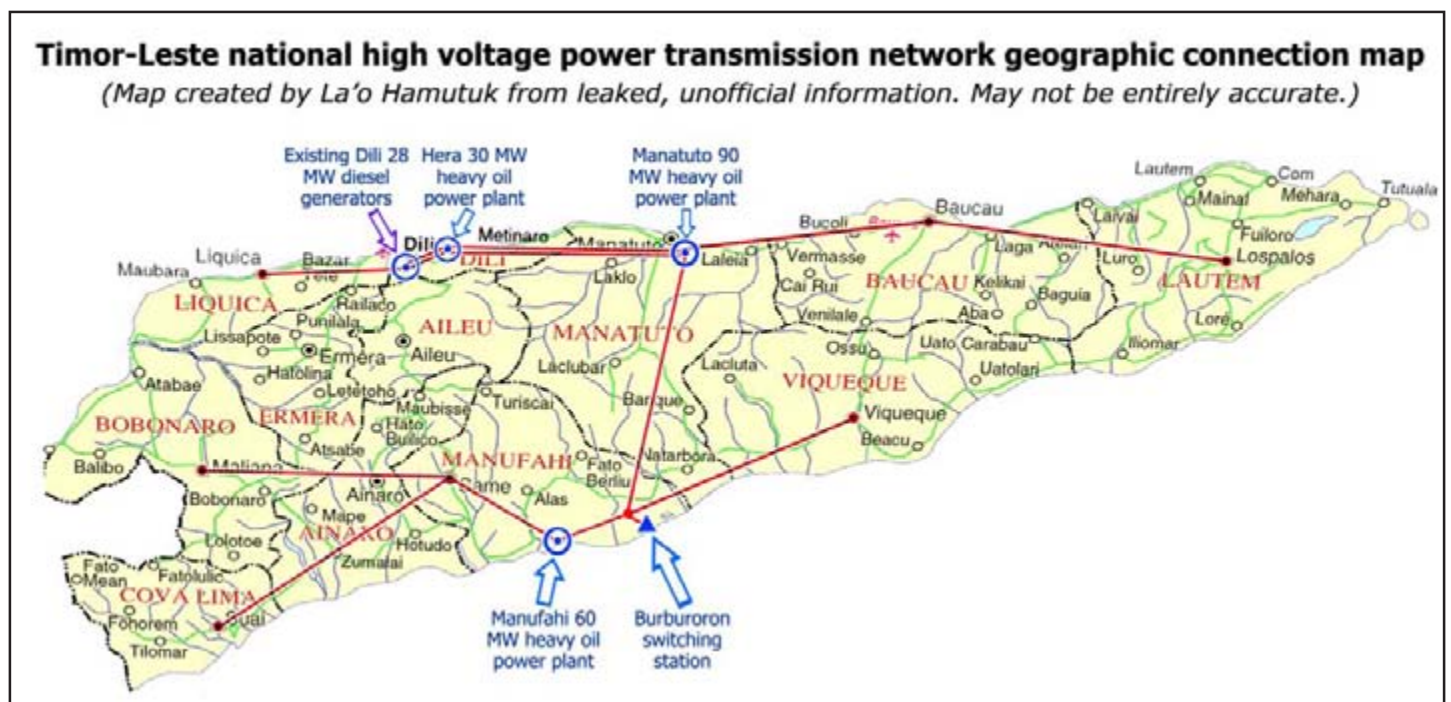 Timor-Leste national high voltage power transmission network geographic connection map
(Map created by La’o Hamutuk from leaked, unofficial information. May not be entirely accurate.)
Existing Dili 28
MW diesel
generators
Hera 30 MW
heavy oil
power plant
Manatuto 90
MW heavy oil
power plant
Lautem
Com
Mainal
Mehara
Tutuala
Fuiloro
Lospalos
LAUTEM
Lore
Laivai
Luro
Iliomar
Baucau
Bucoli
Laga
Vermasse
Cai Rui
BAUCAU
Kelikai
Baguia
Aba
Venilale
Laleia
Manatuto
Metinaro
Dili
DILI
Laklo
Liquica
Bazar
Tete
Maubara
LIQUICA
Railaco
Punilala
Lissapote
Ermera
AILEU
Aileu
MANATUTO
Hatolina
Letetoho
Laclubar
Lacluta
Ossu
Uato Carabau
Uatolari
VIQUEQUE
Viqueque
Beacu
Atabae
BOBONARO
ERMERA
Maubisse
Turiscai
Barique
Hato
Builico
Atsabe
Balibo
Maliana
MANUFAHI
Fato
Berliu
Natarbora
Bobonaro
Ainaro
Same
Alas
Mape
AINARO
Lolotoe
Hotudo
Zumalai
Fato
Mean
Fatolulic
COVA LIMA
Suai
Fohorem
Tilomar
Manufahi 60
MW heavy oil
power plant
Burburoron
switching
station